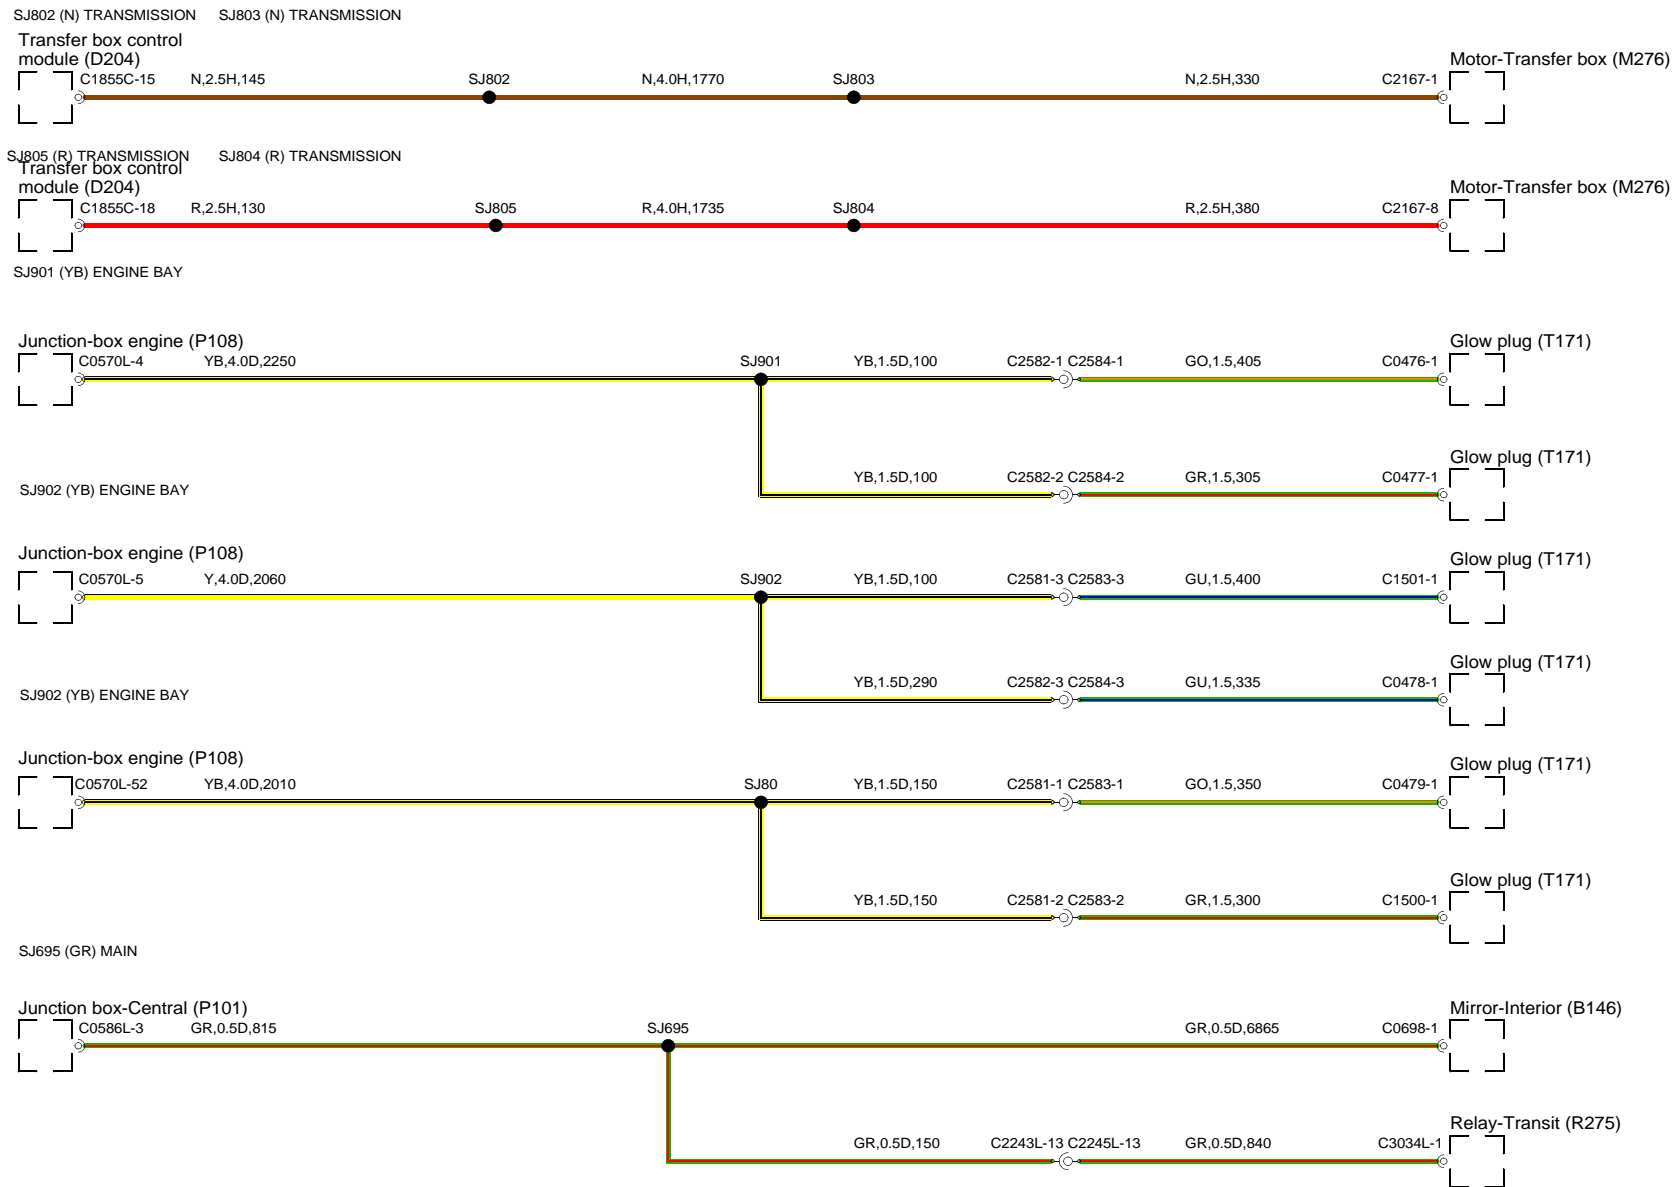 SJ802 (N) TRANSMISSION SJ803 (N) TRANSMISSION
Transfer box control
module (D204)
Motor-Transfer box (M276)
C1855C-15 N,2.5H,145 SJ802 N,4.0H,1770 SJ803 N,2.5H,330 C2167-1
SJ805 (R) TRANSMISSION SJ804 (R) TRANSMISSION
Transfer box control
module (D204)
Motor-Transfer box (M276)
C1855C-18 R,2.5H,130 SJ805 R,4.0H,1735 SJ804 R,2.5H,380 C2167-8
SJ901 (YB) ENGINE BAY
Junction-box engine (P108) Glow plug (T171)
C0570L-4 YB,4.0D,2250 SJ901 YB,1.5D,100 C2582-1 C2584-1 GO,1.5,405 C0476-1
Glow plug (T171)
YB,1.5D,100 C2582-2 C2584-2 GR,1.5,305 C0477-1
SJ902 (YB) ENGINE BAY
Junction-box engine (P108) Glow plug (T171)
C0570L-5 Y,4.0D,2060 SJ902 YB,1.5D,100 C2581-3 C2583-3 GU,1.5,400 C1501-1
Glow plug (T171)
YB,1.5D,290 C2582-3 C2584-3 GU,1.5,335 C0478-1
SJ902 (YB) ENGINE BAY
Junction-box engine (P108) Glow plug (T171)
C0570L-52 YB,4.0D,2010 SJ80 YB,1.5D,150 C2581-1 C2583-1 GO,1.5,350 C0479-1
Glow plug (T171)
YB,1.5D,150 C2581-2 C2583-2 GR,1.5,300 C1500-1
SJ695 (GR) MAIN
Junction box-Central (P101) Mirror-Interior (B146)
C0586L-3 GR,0.5D,815 SJ695 GR,0.5D,6865 C0698-1
Relay-Transit (R275)
GR,0.5D,150 C2243L-13 C2245L-13 GR,0.5D,840 C3034L-1